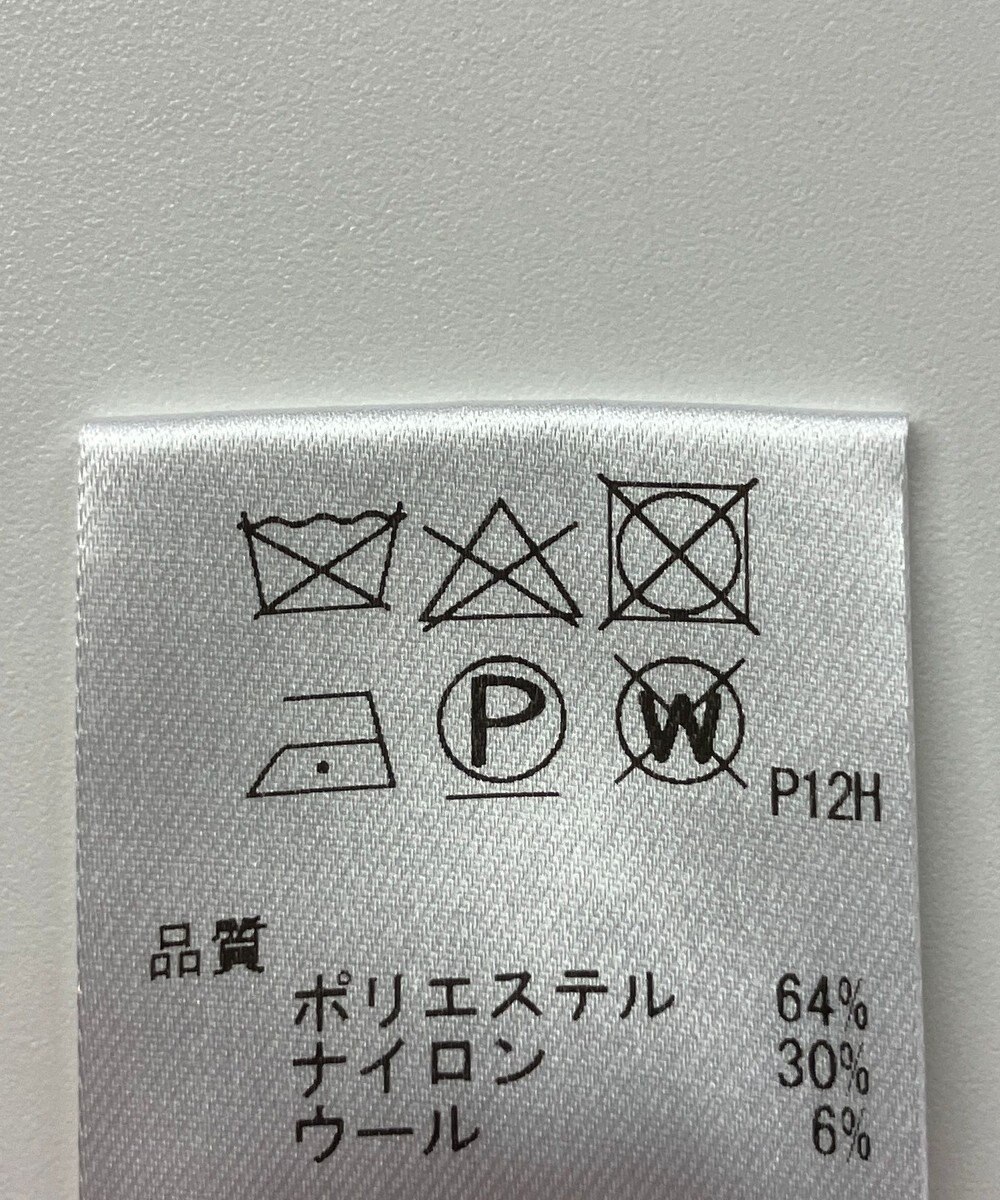 P W P12H
品質
ポリエステル 64%
ナイロン 30%
ウール 6%